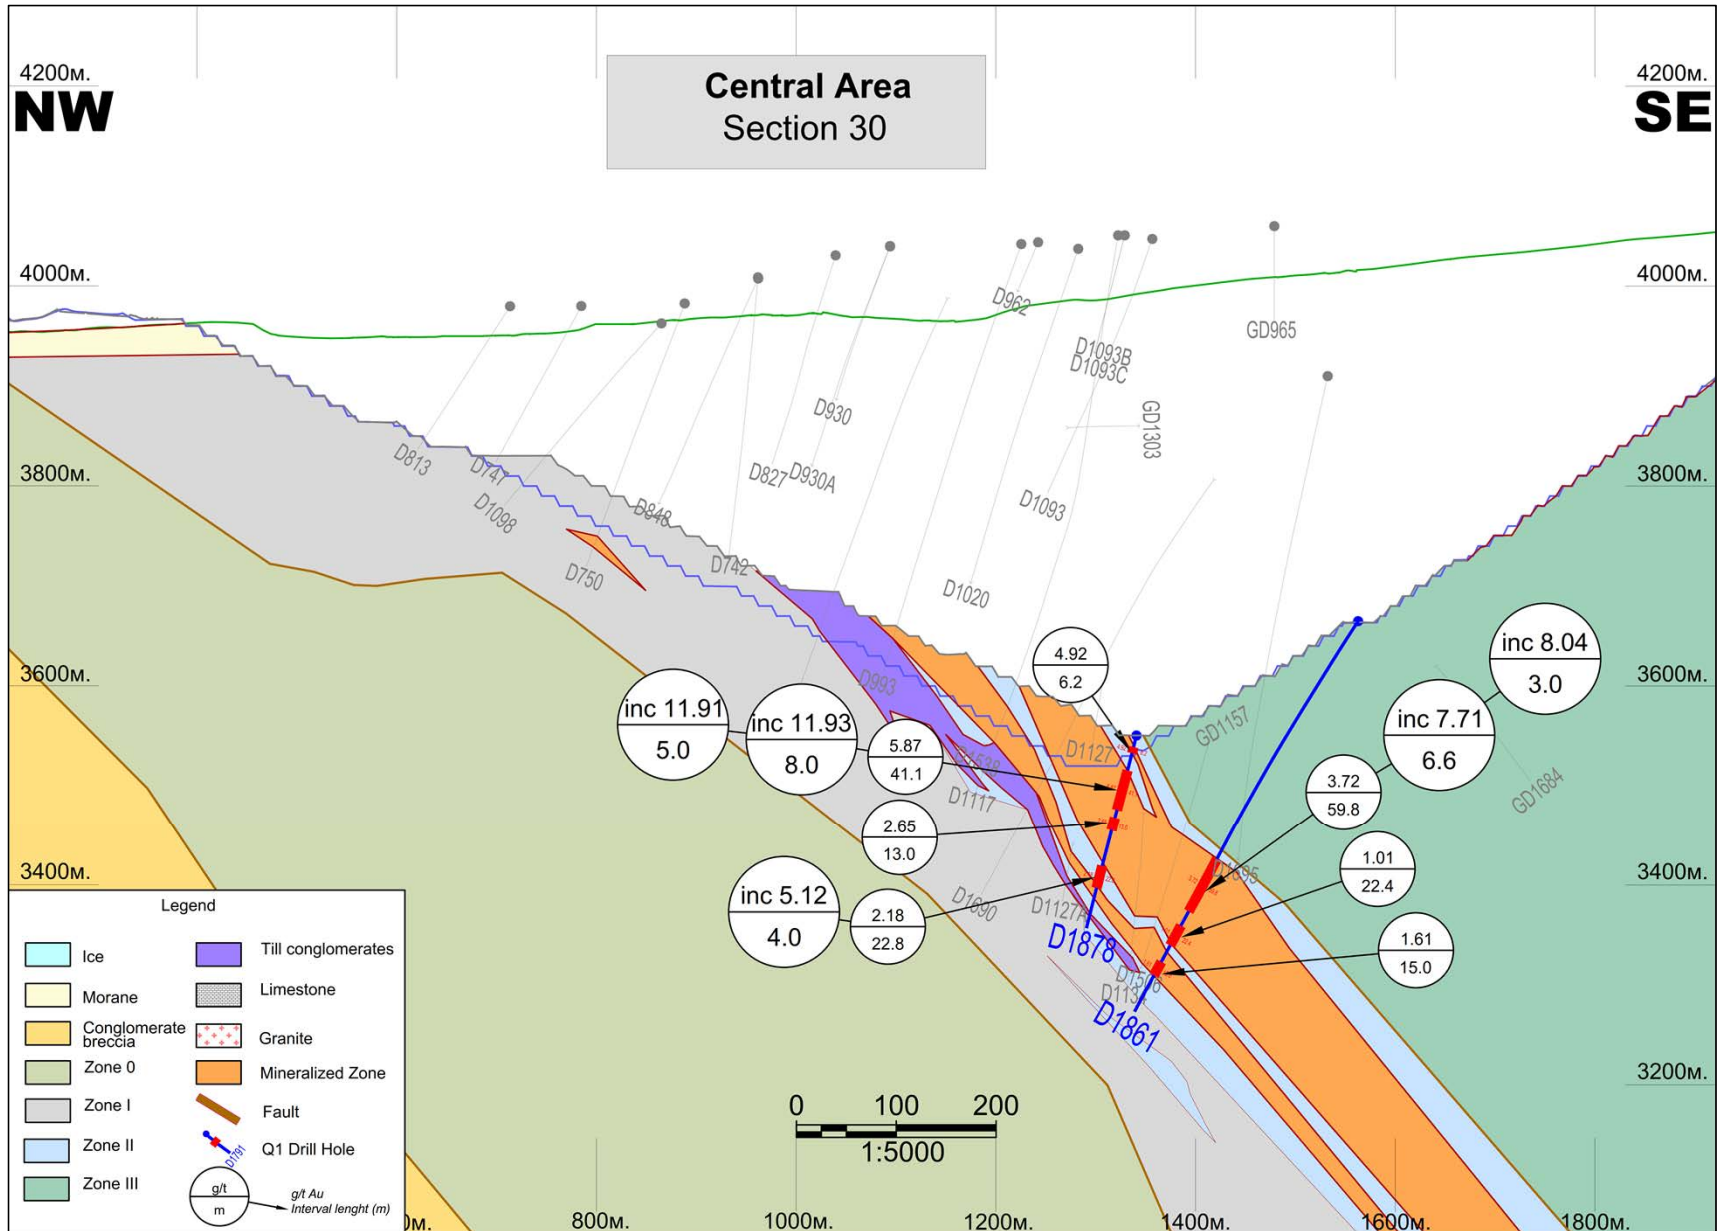 4200м.
4200м.
NW
Central Area
Section 30
SE
4000м.
4000м.
D962
GD965
D1093B
D1093C
D930
GD1303
D813
D747
D827
D930A
3800м.
3800м.
D1098
D848
D1093
D742
D750
D1020
4.92
6.2
inc 8.04
3.0
3600м.
3600м.
D993
inc 11.91
5.0
inc 11.93
8.0
5.87
41.1
GD1157
inc 7.71
6.6
D1127
D1538
D1117
GD1684
3.72
59.8
2.65
13.0
3400м.
3400м.
D1695
1.01
22.4
inc 5.12
4.0
2.18
22.8
D1690
D1127A
D1878
1.61
15.0
D1506
D1134
D1861
Legend
Ice
Till conglomerates
Morane
Limestone
Conglomerate
breccia
Granite
Zone 0
Mineralized Zone
Zone I
Fault
Zone II
D1791
Q1 Drill Hole
Zone III
g/t
m
g/t Au
Interval lenght (m)
3200м.
0 100 200
1:5000
800м.
1000м.
1200м.
1400м.
1600м.
1800м.